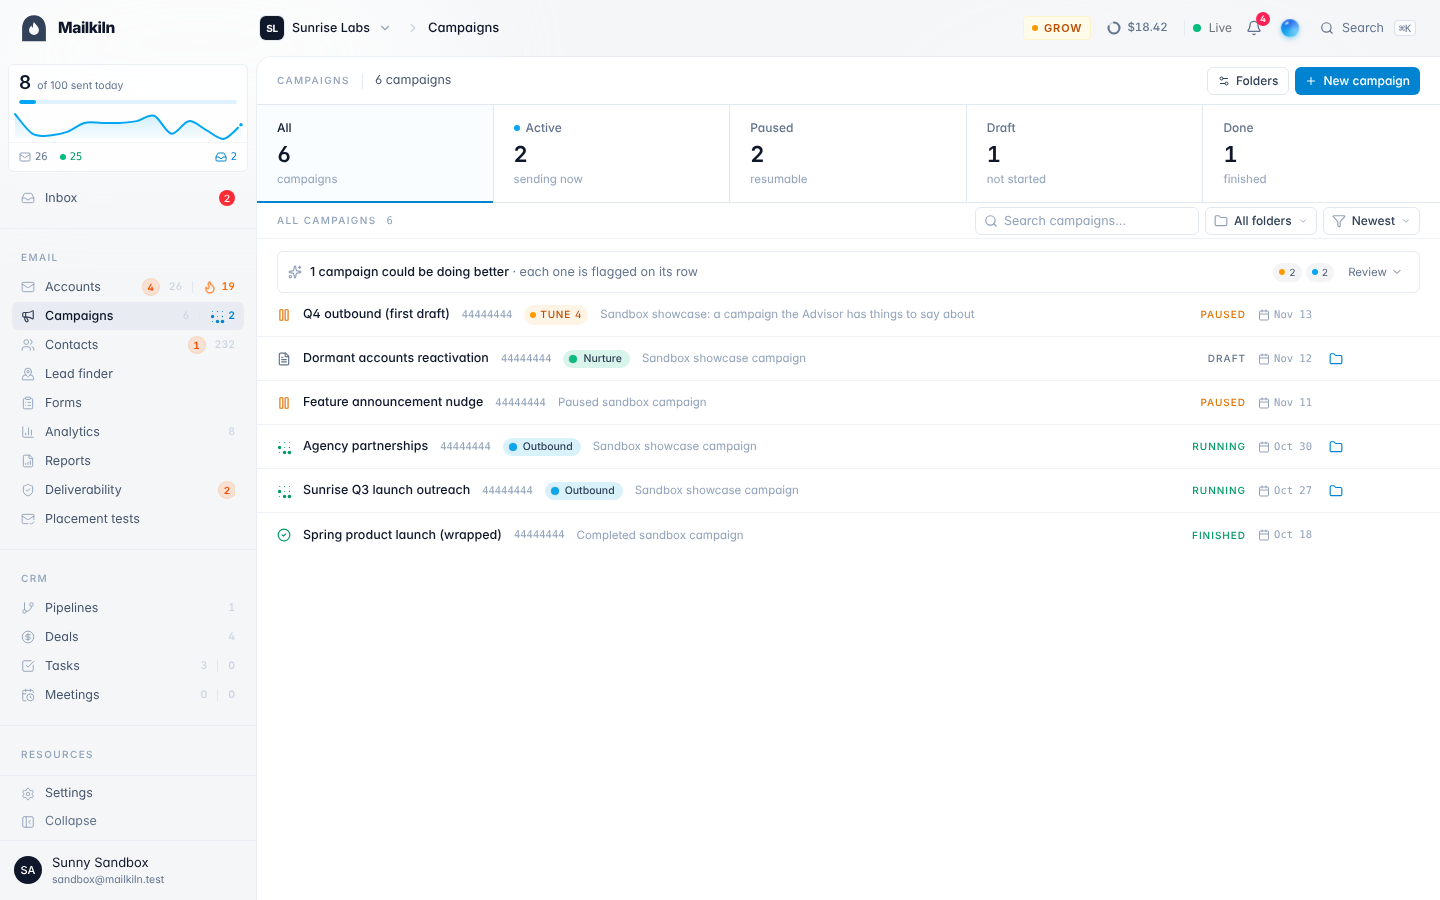 Mailkiln
SL Sunrise Labs Campaigns
GROW $18.42 Live 4 Search ⌘K
8 of 100 sent today
26 25 2
Inbox 2
EMAIL
Accounts 4 26 19
Campaigns 6 2
Contacts 1 232
Lead finder
Forms
Analytics 8
Reports
Deliverability 2
Placement tests
CRM
Pipelines 1
Deals 4
Tasks 3 0
Meetings 0 0
RESOURCES
Settings
Collapse
SA Sunny Sandbox
sandbox@mailkiln.test
CAMPAIGNS 6 campaigns Folders + New campaign
All Active Paused Draft Done
6 2 2 1 1
campaigns sending now resumable not started finished
ALL CAMPAIGNS 6 Search campaigns... All folders Newest
1 campaign could be doing better · each one is flagged on its row 2 2 Review
Q4 outbound (first draft) 44444444 TUNE 4 Sandbox showcase: a campaign the Advisor has things to say about PAUSED Nov 13
Dormant accounts reactivation 44444444 Nurture Sandbox showcase campaign DRAFT Nov 12
Feature announcement nudge 44444444 Paused sandbox campaign PAUSED Nov 11
Agency partnerships 44444444 Outbound Sandbox showcase campaign RUNNING Oct 30
Sunrise Q3 launch outreach 44444444 Outbound Sandbox showcase campaign RUNNING Oct 27
Spring product launch (wrapped) 44444444 Completed sandbox campaign FINISHED Oct 18